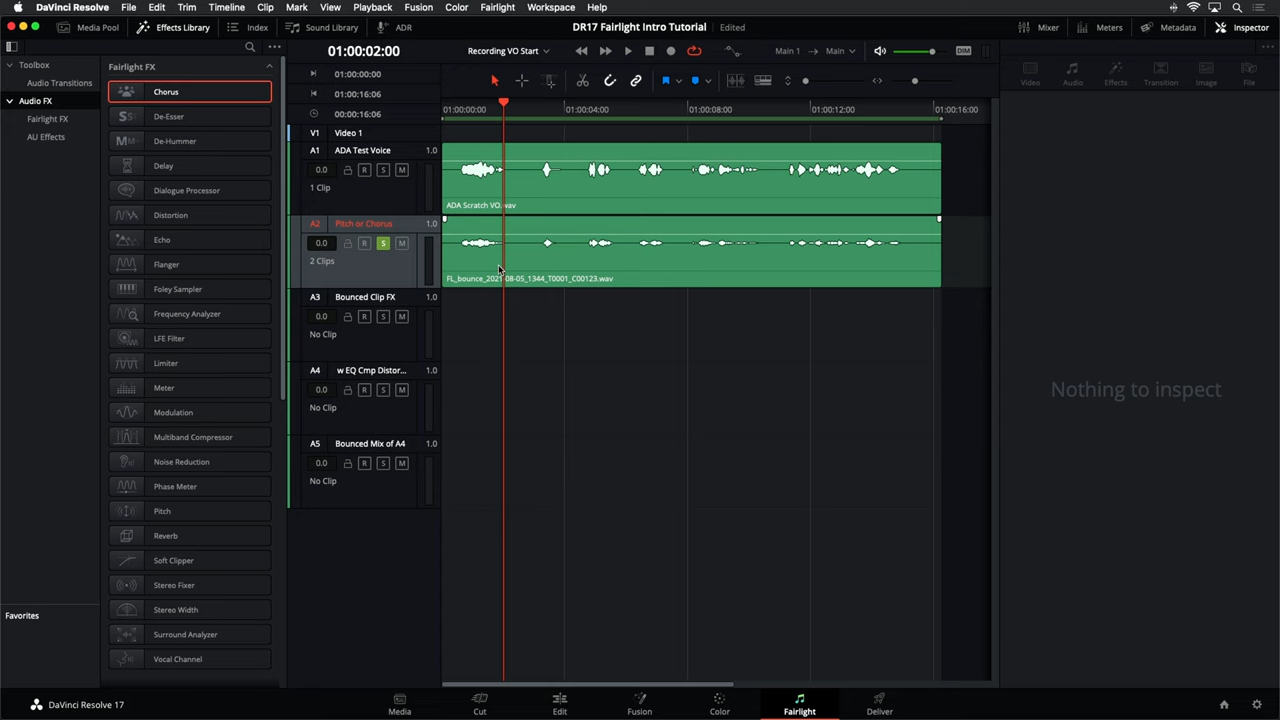 DaVinci Resolve File Edit Trim Timeline Clip Mark View Playback Fusion Color Fairlight Workspace Help
Media Pool Effects Library Index Sound Library ADR DR17 Fairlight Intro Tutorial Edited Mixer Meters Metadata Inspector
01:00:02:00 Recording VO Start Main 1 Main DIM
Toolbox
Audio Transitions
Audio FX
Fairlight FX
AU Effects
Favorites
Fairlight FX
Chorus
De-Esser
De-Hummer
Delay
Dialogue Processor
Distortion
Echo
Flanger
Foley Sampler
Frequency Analyzer
LFE Filter
Limiter
Meter
Modulation
Multiband Compressor
Noise Reduction
Phase Meter
Pitch
Reverb
Soft Clipper
Stereo Fixer
Stereo Width
Surround Analyzer
Vocal Channel
01:00:00:00
01:00:16:06
00:00:16:06
01:00:00:00 01:00:04:00 01:00:08:00 01:00:12:00 01:00:16:00
V1 Video 1
A1 ADA Test Voice 1.0
0.0 R S M
1 Clip
ADA Scratch VO.wav
A2 Pitch or Chorus 1.0
0.0 R S M
2 Clips
FL_bounce_2021-08-05_1344_T0001_C00123.wav
A3 Bounced Clip FX 1.0
0.0 R S M
No Clip
A4 w EQ Cmp Distor... 1.0
0.0 R S M
No Clip
A5 Bounced Mix of A4 1.0
0.0 R S M
No Clip
Video Audio Effects Transition Image File
Nothing to inspect
DaVinci Resolve 17
Media Cut Edit Fusion Color Fairlight Deliver